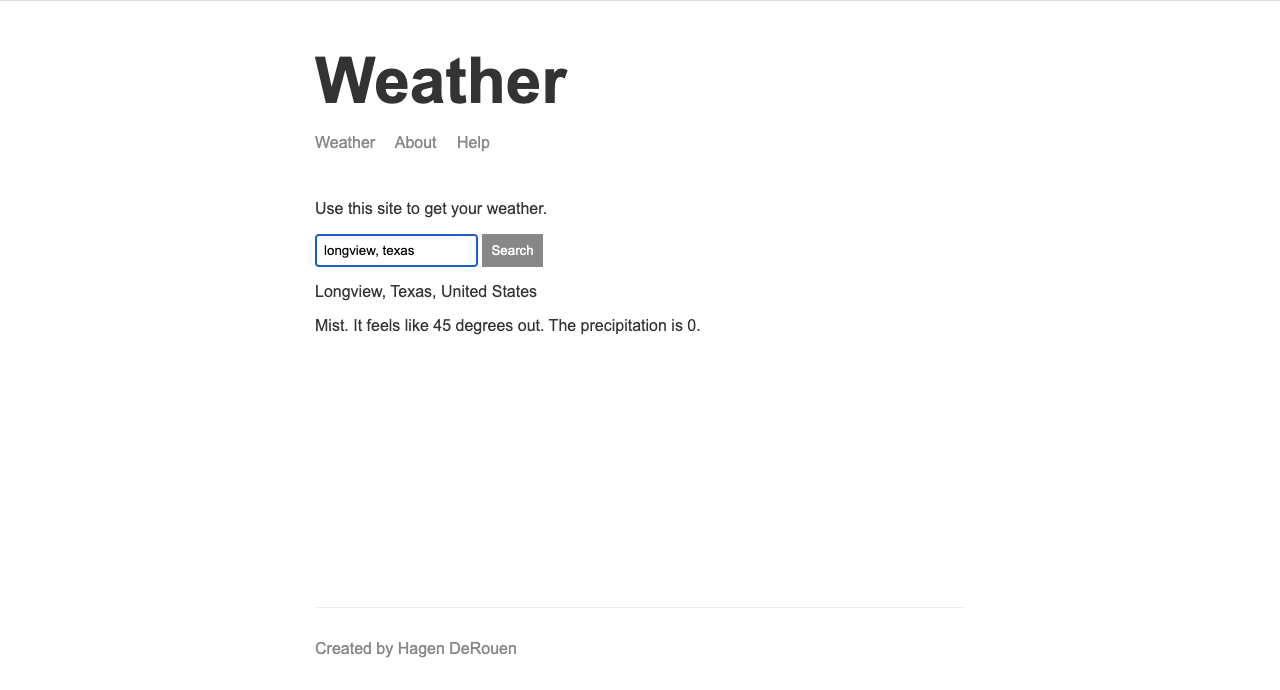 Weather
Weather About Help
Use this site to get your weather.
longview, texas Search
Longview, Texas, United States
Mist. It feels like 45 degrees out. The precipitation is 0.
Created by Hagen DeRouen